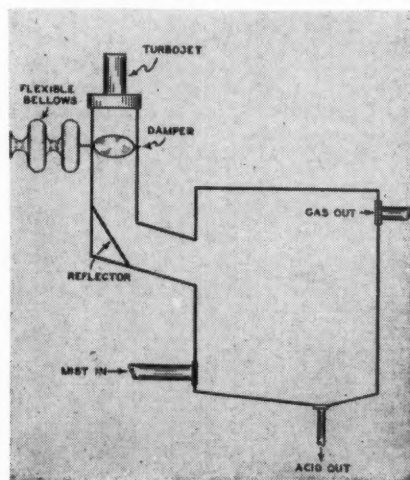 TURBOJET
FLEXIBLE
BELLOWS
DAMPER
GAS OUT
REFLECTOR
MIST IN
ACID OUT